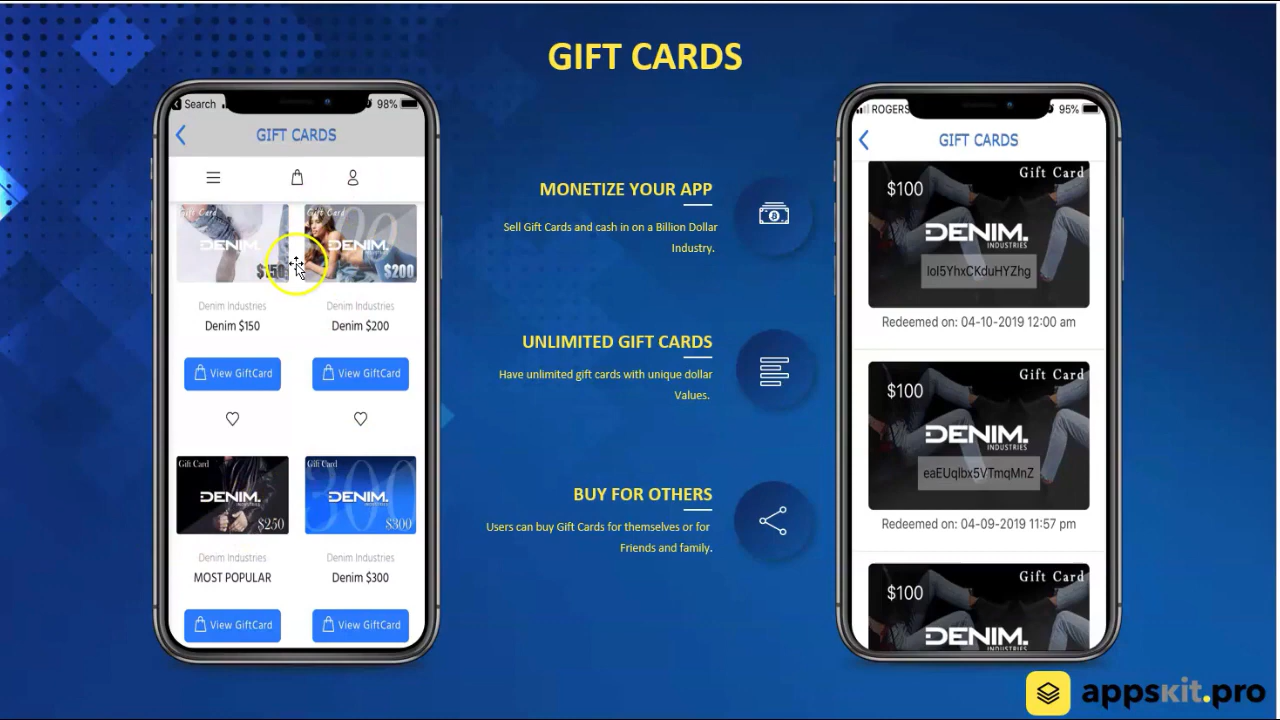 GIFT CARDS
Search
98%
GIFT CARDS
Gift Card
DENIM.
$150
Gift Card
200
DENIM.
$200
Denim Industries
Denim $150
Denim Industries
Denim $200
View GiftCard
View GiftCard
Gift Card
DENIM.
INDUSTRIES
$250
Gift Card
300
DENIM.
INDUSTRIES
$300
Denim Industries
MOST POPULAR
Denim Industries
Denim $300
View GiftCard
View GiftCard
MONETIZE YOUR APP
Sell Gift Cards and cash in on a Billion Dollar
Industry.
UNLIMITED GIFT CARDS
Have unlimited gift cards with unique dollar
Values.
BUY FOR OTHERS
Users can buy Gift Cards for themselves or for
Friends and family.
ROGERS
95%
GIFT CARDS
Gift Card
$100
DENIM.
INDUSTRIES
Redeemed on: 04-10-2019 12:00 am
Gift Card
$100
DENIM.
INDUSTRIES
Redeemed on: 04-09-2019 11:57 pm
Gift Card
$100
DENIM.
INDUSTRIES
appskit.pro